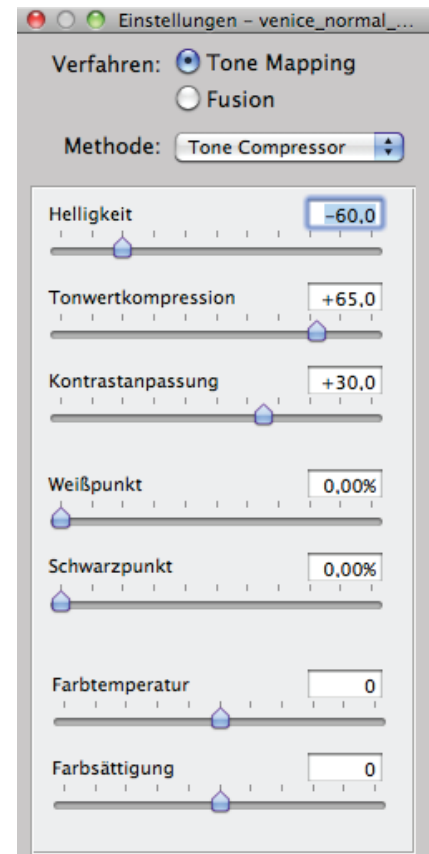 Einstellungen – venice_normal_...
Verfahren: Tone Mapping
Fusion
Methode: Tone Compressor
Helligkeit -60,0
Tonwertkompression +65,0
Kontrastanpassung +30,0
Weißpunkt 0,00%
Schwarzpunkt 0,00%
Farbtemperatur 0
Farbsättigung 0